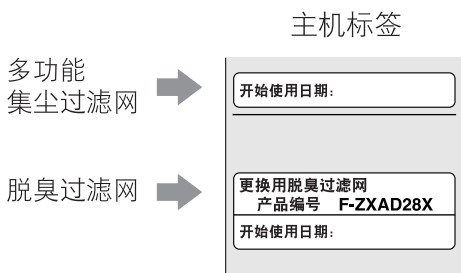 主机标签
多功能
集尘过滤网
开始使用日期：
脱臭过滤网
更换用脱臭过滤网
产品编号 F-ZXAD28X
开始使用日期：